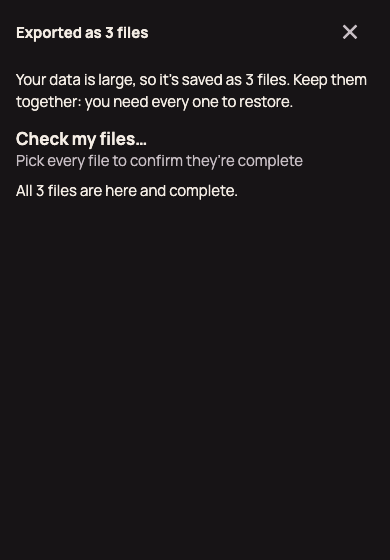 Exported as 3 files
Your data is large, so it's saved as 3 files. Keep them
together: you need every one to restore.
Check my files…
Pick every file to confirm they're complete
All 3 files are here and complete.